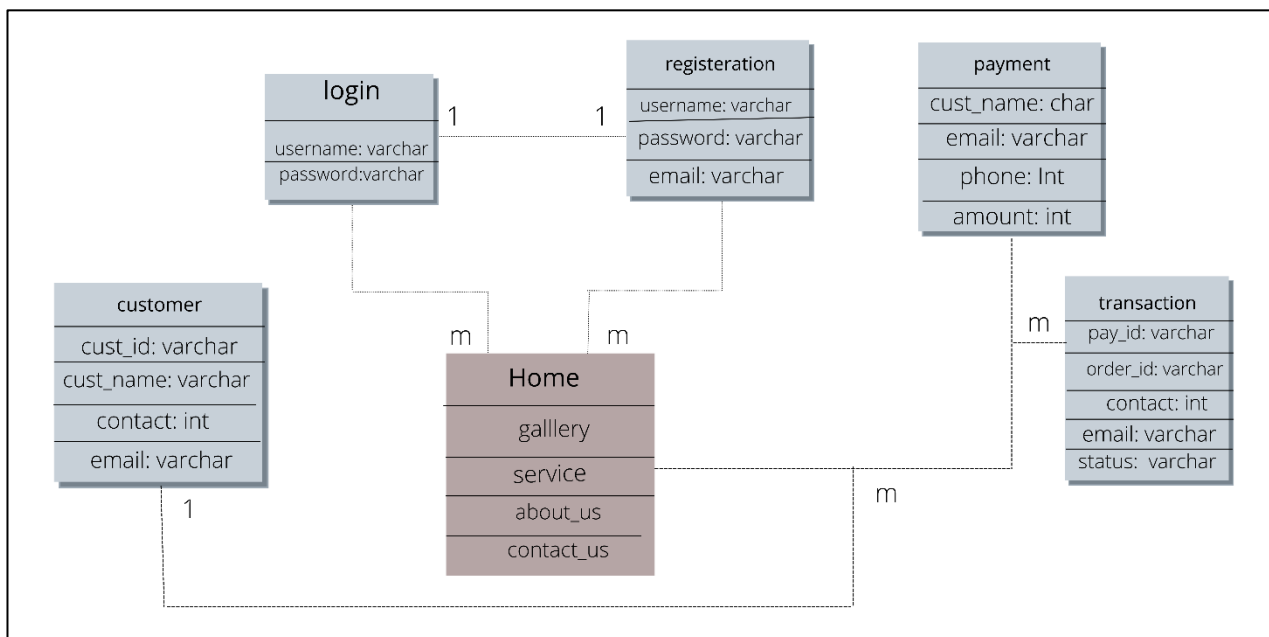 login
username: varchar
password:varchar
1
1
registeration
username: varchar
password: varchar
email: varchar
payment
cust_name: char
email: varchar
phone: Int
amount: int
customer
cust_id: varchar
cust_name: varchar
contact: int
email: varchar
1
m
m
Home
galllery
service
about_us
contact_us
m
m
transaction
pay_id: varchar
order_id: varchar
contact: int
email: varchar
status: varchar